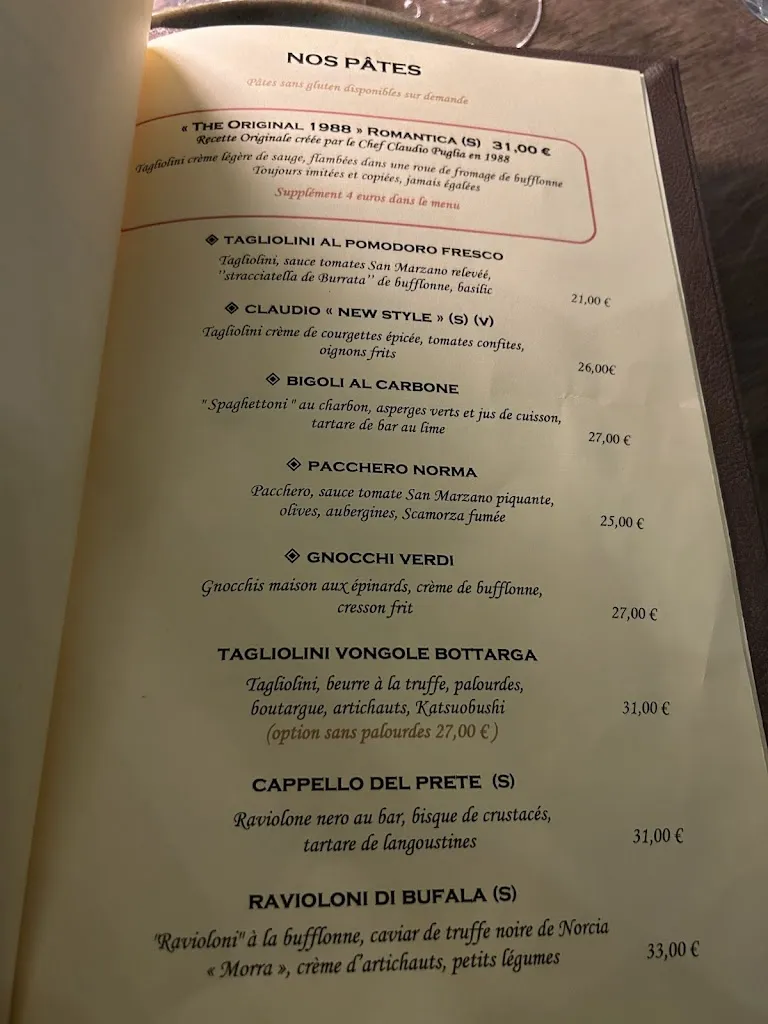 NOS PÂTES
Pâtes sans gluten disponibles sur demande
« THE ORIGINAL 1988 » ROMANTICA (S) 31,00 €
Recette Originale créée par le Chef Claudio Puglia en 1988
Tagliolini crème légère de sauge, flambées dans une roue de fromage de bufflonne
Toujours imitées et copiées, jamais égalées
Supplément 4 euros dans le menu
◈ TAGLIOLINI AL POMODORO FRESCO
Tagliolini, sauce tomates San Marzano relevéé,
"stracciatella de Burrata" de bufflonne, basilic
21,00 €
◈ CLAUDIO « NEW STYLE » (S) (V)
Tagliolini crème de courgettes épicée, tomates confites,
oignons frits
26,00€
◈ BIGOLI AL CARBONE
"Spaghettoni" au charbon, asperges verts et jus de cuisson,
tartare de bar au lime
27,00 €
◈ PACCHERO NORMA
Pacchero, sauce tomate San Marzano piquante,
olives, aubergines, Scamorza fumée
25,00 €
◈ GNOCCHI VERDI
Gnocchis maison aux épinards, crème de bufflonne,
cresson frit
27,00 €
TAGLIOLINI VONGOLE BOTTARGA
Tagliolini, beurre à la truffe, palourdes,
boutargue, artichauts, Katsuobushi
31,00 €
(option sans palourdes 27,00 €)
CAPPELLO DEL PRETE (S)
Raviolone nero au bar, bisque de crustacés,
tartare de langoustines
31,00 €
RAVIOLONI DI BUFALA (S)
"Ravioloni" à la bufflonne, caviar de truffe noire de Norcia
« Morra », crème d'artichauts, petits légumes
33,00 €